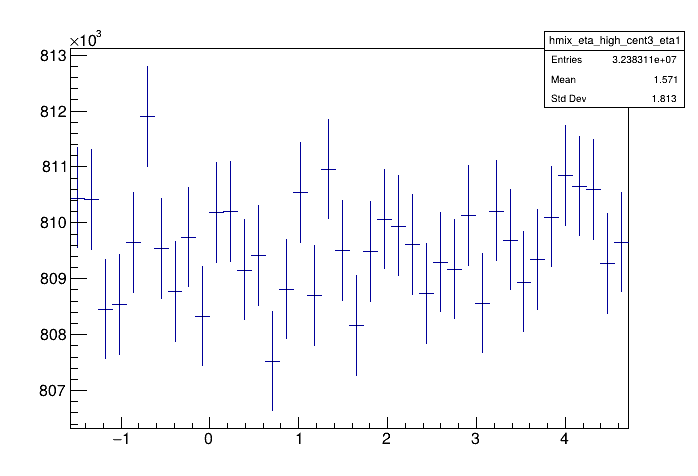 ×10³
hmix_eta_high_cent3_eta1
Entries 3.238311e+07
Mean 1.571
Std Dev 1.813
813
812
811
810
809
808
807
−1 0 1 2 3 4